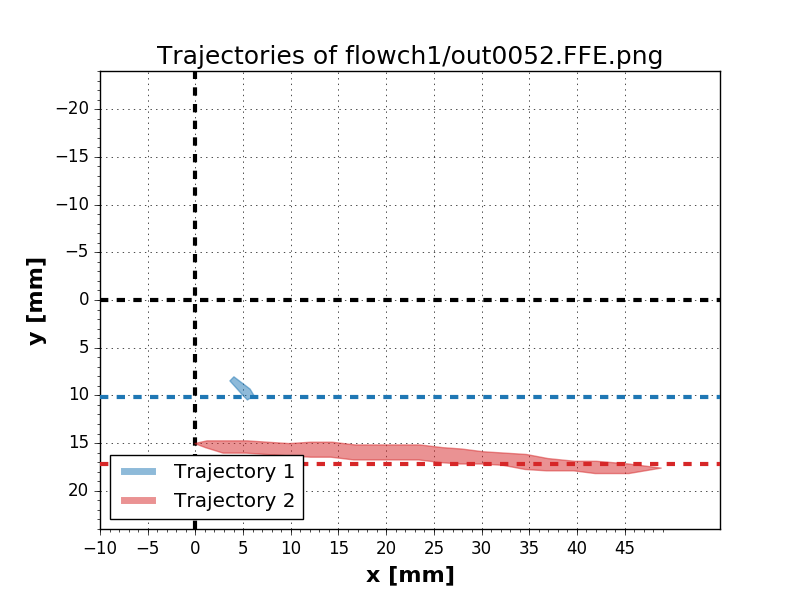 Trajectories of flowch1/out0052.FFE.png
−20
−15
−10
−5
0
5
10
15
20
y [mm]
Trajectory 1
Trajectory 2
−10 −5 0 5 10 15 20 25 30 35 40 45
x [mm]